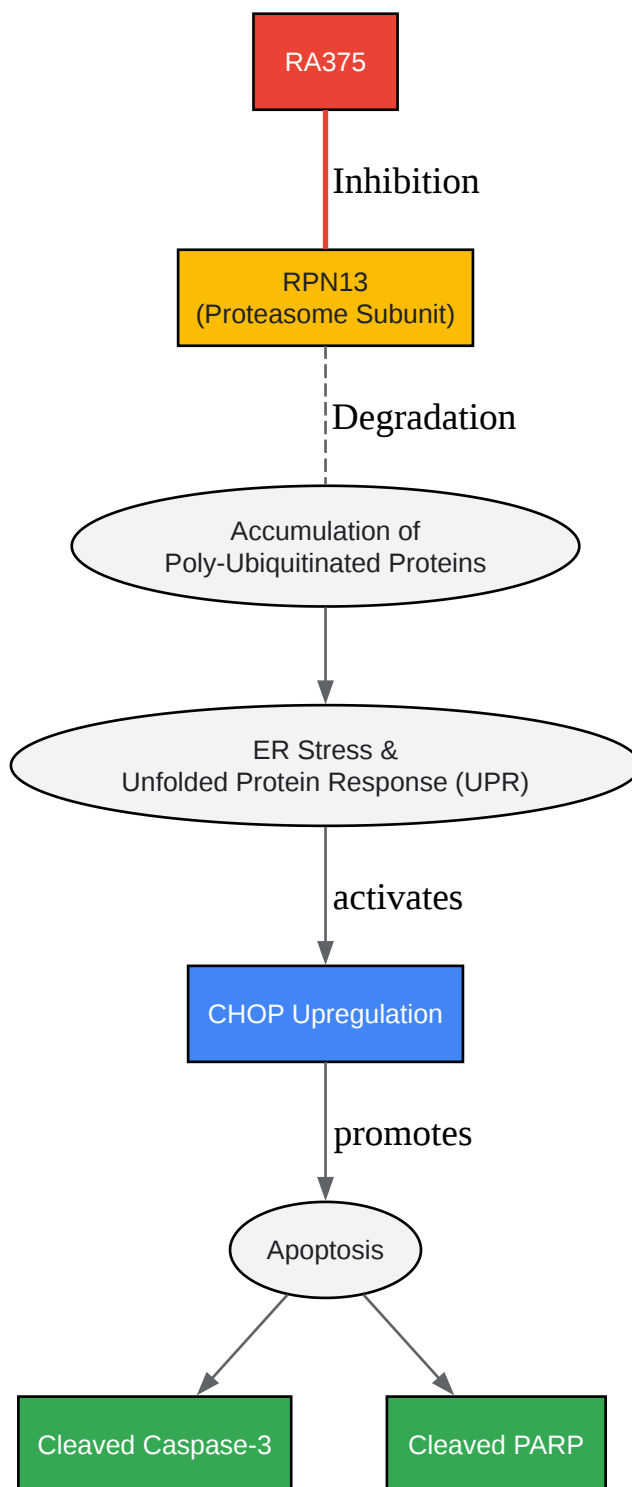 RA375
Inhibition
RPN13
(Proteasome Subunit)
Degradation
Accumulation of
Poly-Ubiquitinated Proteins
ER Stress &
Unfolded Protein Response (UPR)
activates
CHOP Upregulation
promotes
Apoptosis
Cleaved Caspase-3
Cleaved PARP